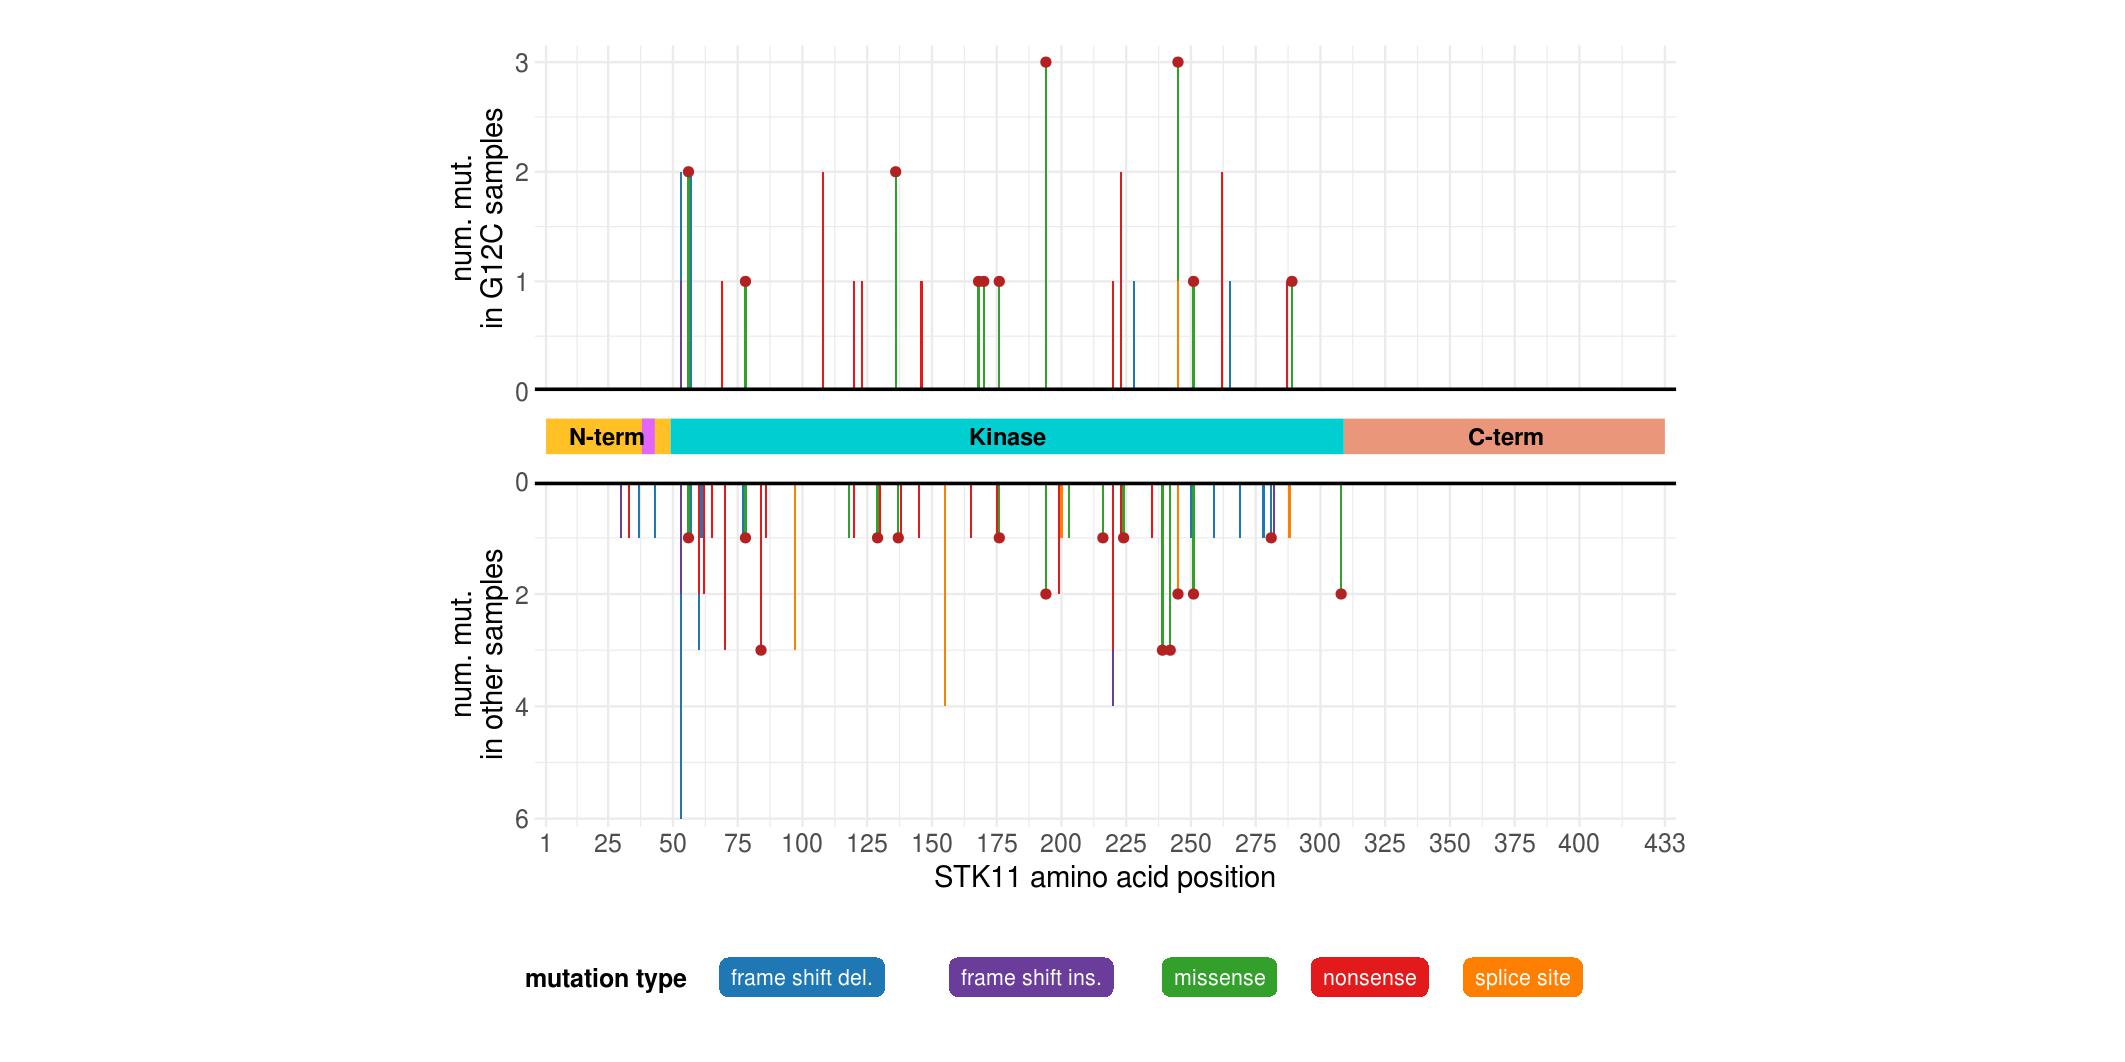 3
2
1
0
num. mut.
in G12C samples
N-term
Kinase
C-term
0
2
4
6
num. mut.
in other samples
1 25 50 75 100 125 150 175 200 225 250 275 300 325 350 375 400 433
STK11 amino acid position
mutation type frame shift del. frame shift ins. missense nonsense splice site